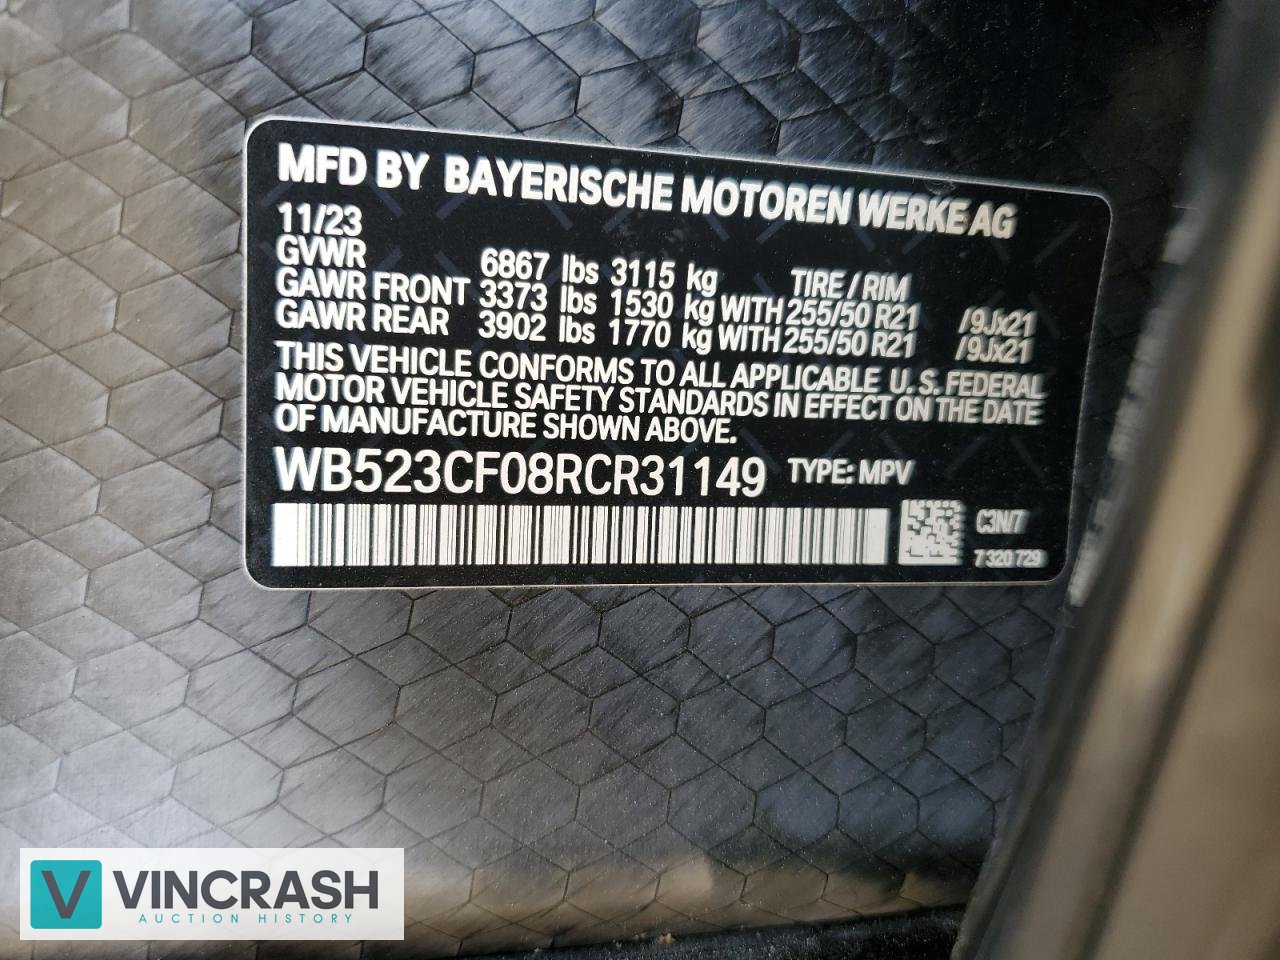 MFD BY BAYERISCHE MOTOREN WERKE AG
11/23
GVWR 6867 lbs 3115 kg TIRE / RIM
GAWR FRONT 3373 lbs 1530 kg WITH 255/50 R21 /9Jx21
GAWR REAR 3902 lbs 1770 kg WITH 255/50 R21 /9Jx21
THIS VEHICLE CONFORMS TO ALL APPLICABLE U.S. FEDERAL
MOTOR VEHICLE SAFETY STANDARDS IN EFFECT ON THE DATE
OF MANUFACTURE SHOWN ABOVE.
WB523CF08RCR31149 TYPE: MPV
C3N/7
7 320 729
V VINCRASH
AUCTION HISTORY